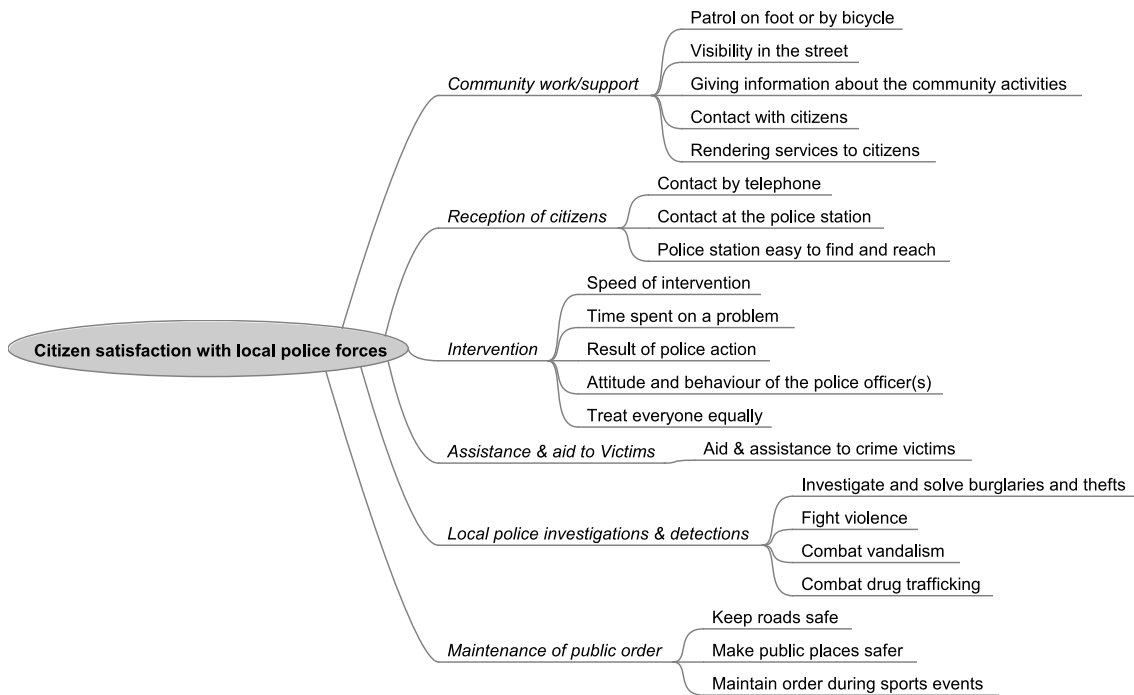 Citizen satisfaction with local police forces
Community work/support
Patrol on foot or by bicycle
Visibility in the street
Giving information about the community activities
Contact with citizens
Rendering services to citizens
Reception of citizens
Contact by telephone
Contact at the police station
Police station easy to find and reach
Intervention
Speed of intervention
Time spent on a problem
Result of police action
Attitude and behaviour of the police officer(s)
Treat everyone equally
Assistance & aid to Victims
Aid & assistance to crime victims
Local police investigations & detections
Investigate and solve burglaries and thefts
Fight violence
Combat vandalism
Combat drug trafficking
Maintenance of public order
Keep roads safe
Make public places safer
Maintain order during sports events